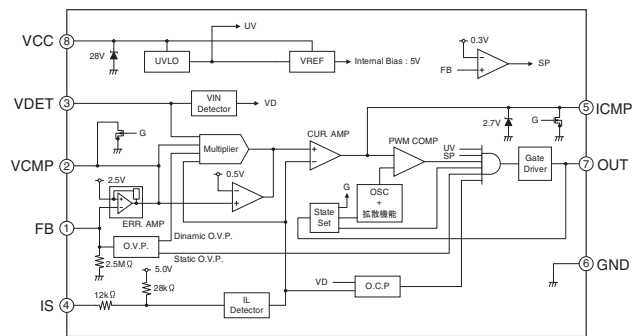 VCC
8
28V
UVLO
UV
VREF
Internal Bias : 5V
0.3V
FB
SP
VDET
3
VIN
Detector
VD
G
VCMP
2
Multiplier
CUR. AMP
2.7V
G
5
ICMP
PWM COMP
UV
SP
Gate
Driver
7
OUT
2.5V
0.5V
ERR. AMP
G
OSC
+
拡散機能
State
Set
FB
1
O.V.P.
Dinamic O.V.P.
Static O.V.P.
2.5MΩ
5.0V
28kΩ
6
GND
IS
4
12kΩ
IL
Detector
VD
O.C.P